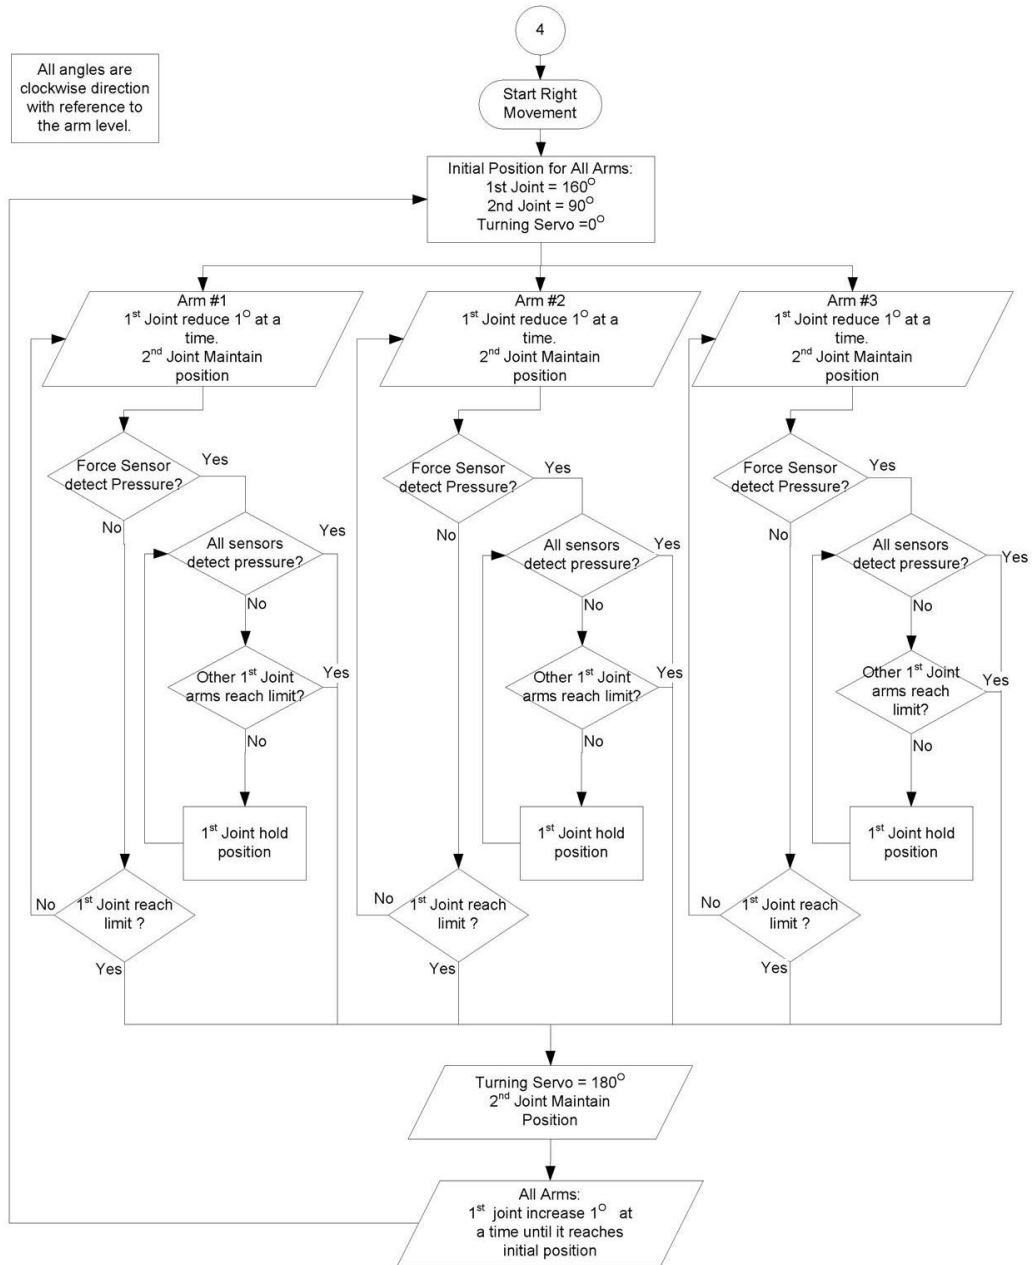 4
All angles are
clockwise direction
with reference to
the arm level.
Start Right
Movement
Initial Position for All Arms:
1st Joint = 160°
2nd Joint = 90°
Turning Servo =0°
Arm #1
1st Joint reduce 1° at a
time.
2nd Joint Maintain
position
Arm #2
1st Joint reduce 1° at a
time.
2nd Joint Maintain
position
Arm #3
1st Joint reduce 1° at a
time.
2nd Joint Maintain
position
Force Sensor
detect Pressure?
Yes
No
All sensors
detect pressure?
Yes
No
Other 1st Joint
arms reach limit?
Yes
No
1st Joint hold
position
1st Joint reach
limit ?
No
Yes
Force Sensor
detect Pressure?
Yes
No
All sensors
detect pressure?
Yes
No
Other 1st Joint
arms reach limit?
Yes
No
1st Joint hold
position
1st Joint reach
limit ?
No
Yes
Force Sensor
detect Pressure?
Yes
No
All sensors
detect pressure?
Yes
No
Other 1st Joint
arms reach
limit?
Yes
No
1st Joint hold
position
1st Joint reach
limit ?
No
Yes
Turning Servo = 180°
2nd Joint Maintain
Position
All Arms:
1st joint increase 1° at
a time until it reaches
initial position